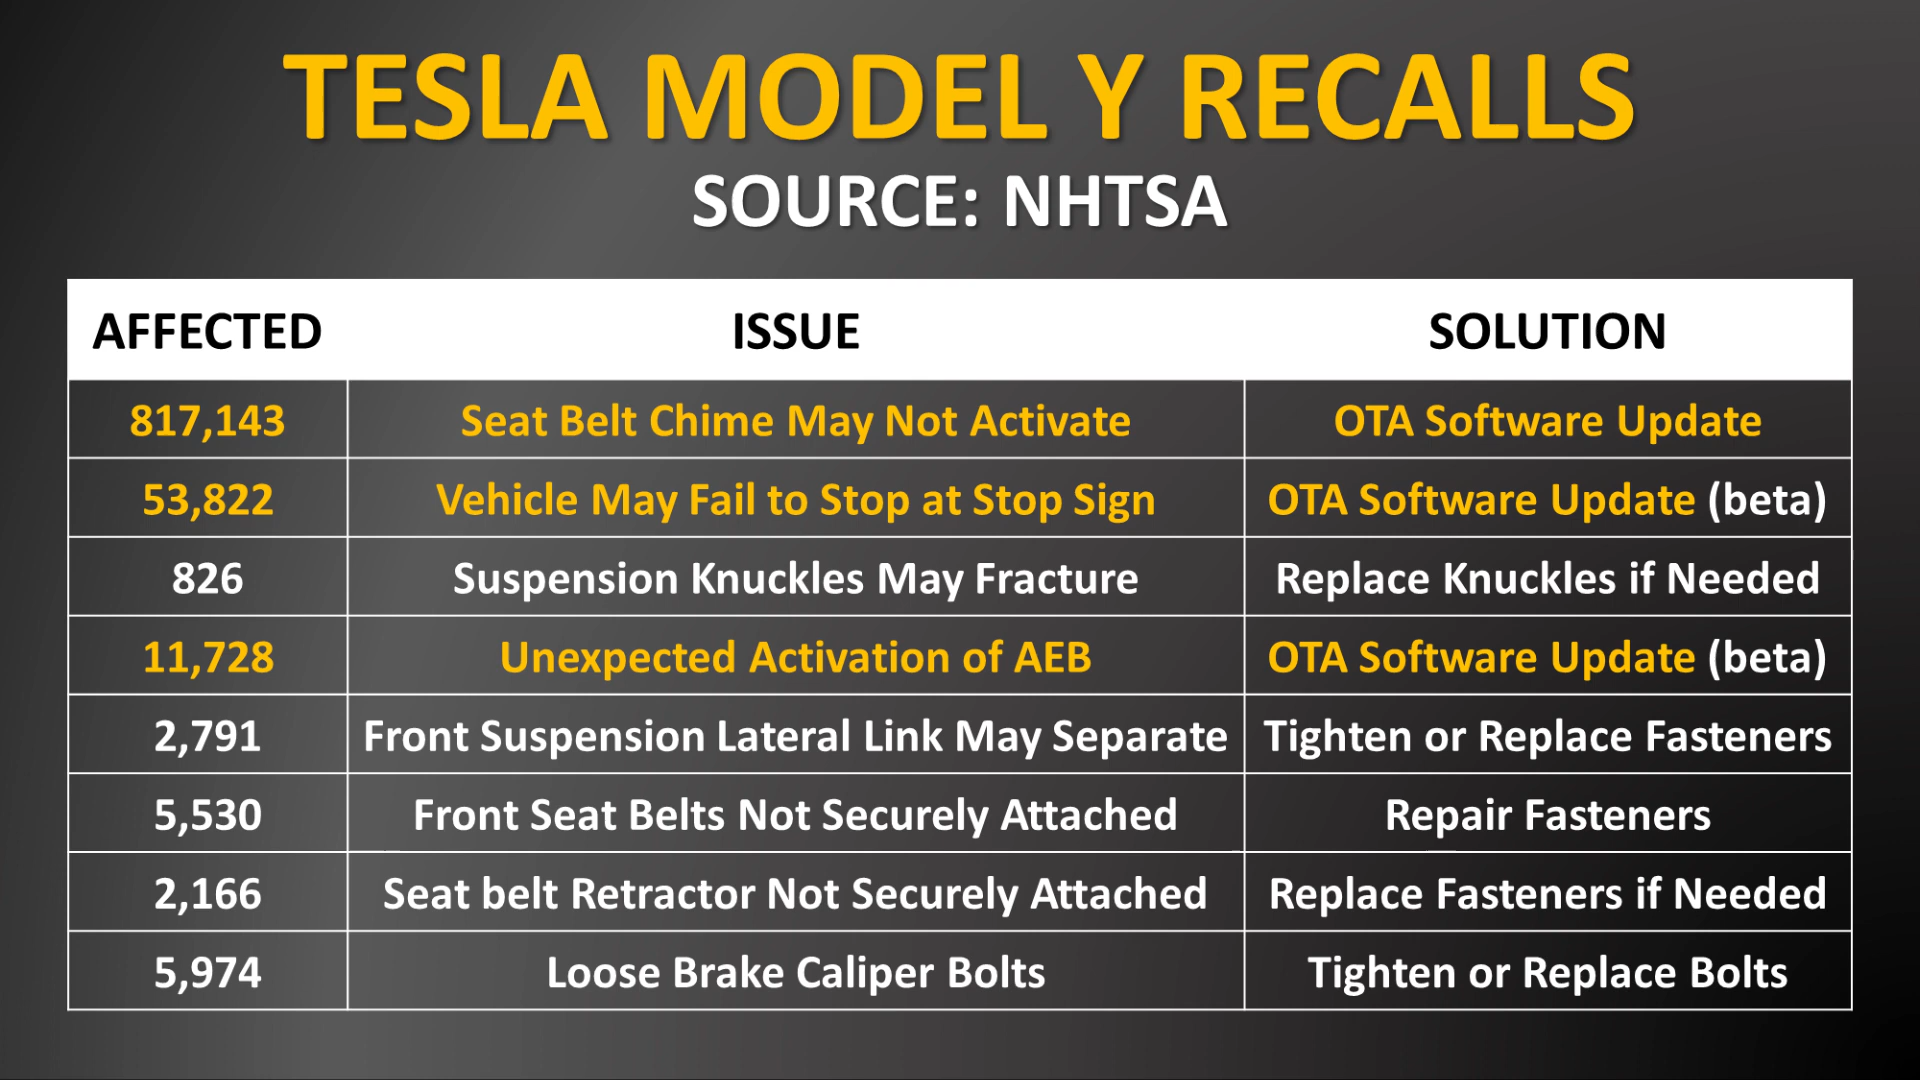 TESLA MODEL Y RECALLS
SOURCE: NHTSA
AFFECTED ISSUE SOLUTION
817,143 Seat Belt Chime May Not Activate OTA Software Update
53,822 Vehicle May Fail to Stop at Stop Sign OTA Software Update (beta)
826 Suspension Knuckles May Fracture Replace Knuckles if Needed
11,728 Unexpected Activation of AEB OTA Software Update (beta)
2,791 Front Suspension Lateral Link May Separate Tighten or Replace Fasteners
5,530 Front Seat Belts Not Securely Attached Repair Fasteners
2,166 Seat belt Retractor Not Securely Attached Replace Fasteners if Needed
5,974 Loose Brake Caliper Bolts Tighten or Replace Bolts